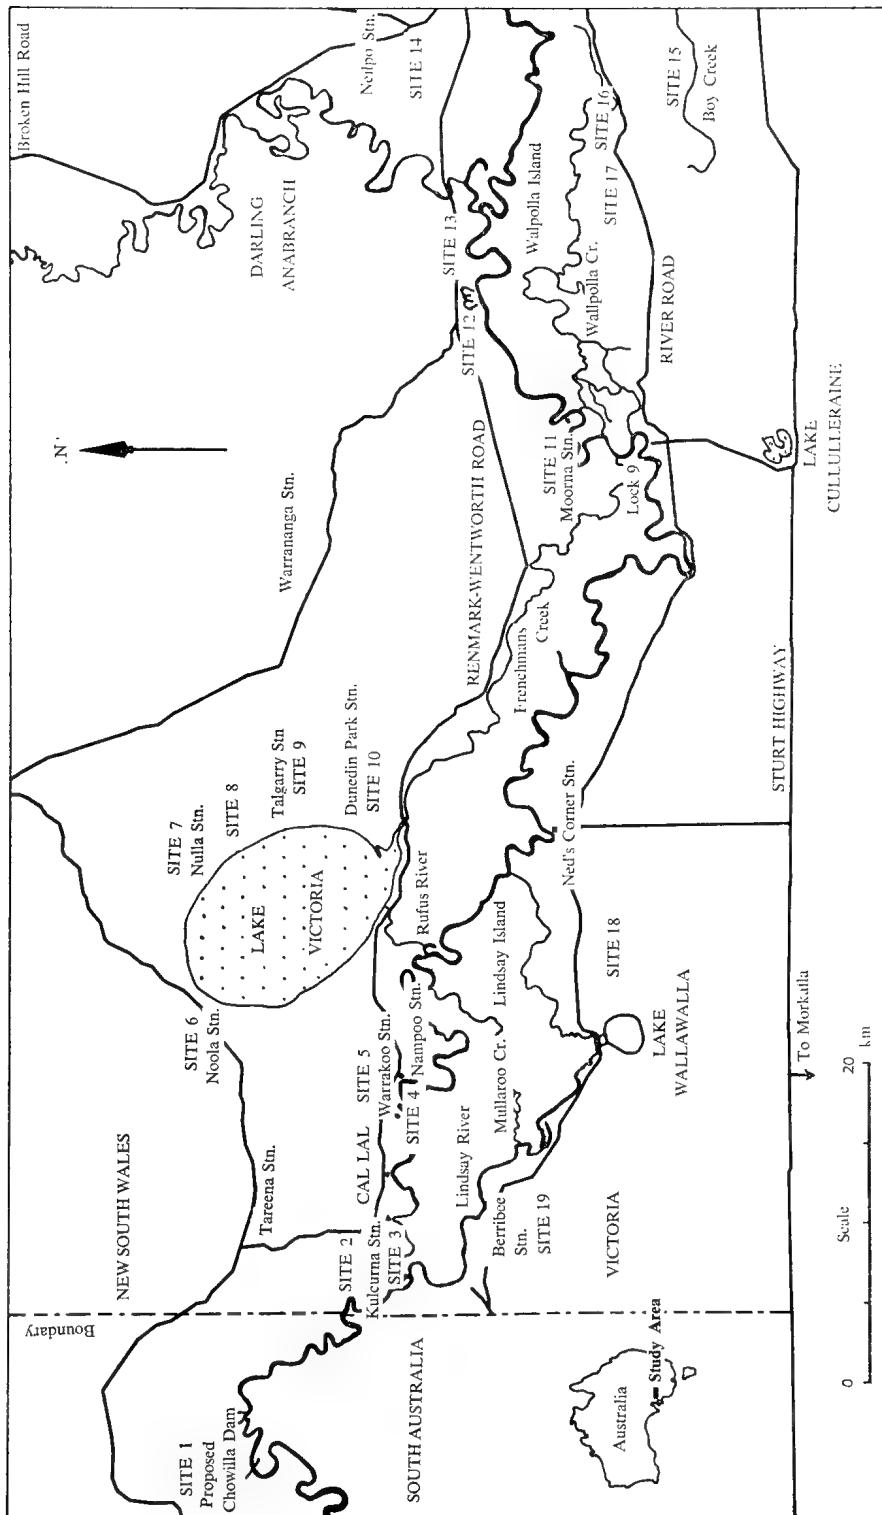 Broken Hill Road
Neilpo Stn.
SITE 14
DARLING
ANABRANCH
SITE 13
SITE 12
Walpolla Island
SITE 16
SITE 15
Boy Creek
SITE 17
Wallpolla Cr.
RIVER ROAD
.N.
SITE 11
Moorna Stn.
Lock 9
LAKE
CULLULLERAINE
Warrananga Stn.
RENMARK-WENTWORTH ROAD
Frenchmans
Creek
STURT HIGHWAY
SITE 7
Nulla Stn.
SITE 8
Talgarry Stn
SITE 9
Dunedin Park Stn.
SITE 10
LAKE
VICTORIA
Rufus River
Ned's Corner Stn.
SITE 6
Noola Stn.
Lindsay Island
SITE 18
LAKE
WALLAWALLA
To Morkalla
NEW SOUTH WALES
Tareena Stn.
CAL LAL
SITE 5
Warrakoo Stn.
SITE 4
Nampoo Stn.
Mullaroo Cr.
Lindsay River
SITE 2
Kulcurna Stn.
SITE 3
Berribee
Stn.
SITE 19
VICTORIA
Boundary
SITE 1
Proposed
Chowilla Dam
SOUTH AUSTRALIA
Australia
Study Area
0
Scale
20
km